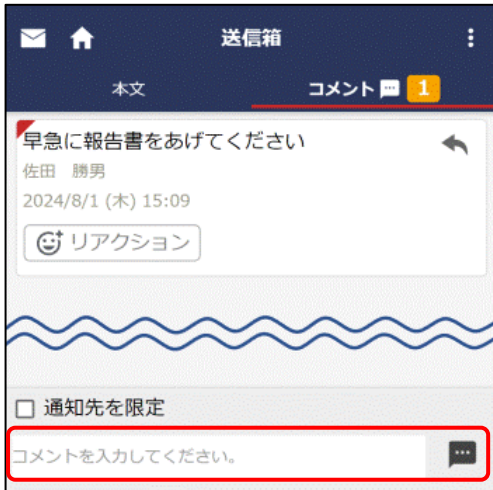 送信箱
本文
コメント 1
早急に報告書をあげてください
佐田　勝男
2024/8/1 (木) 15:09
リアクション
通知先を限定
コメントを入力してください。